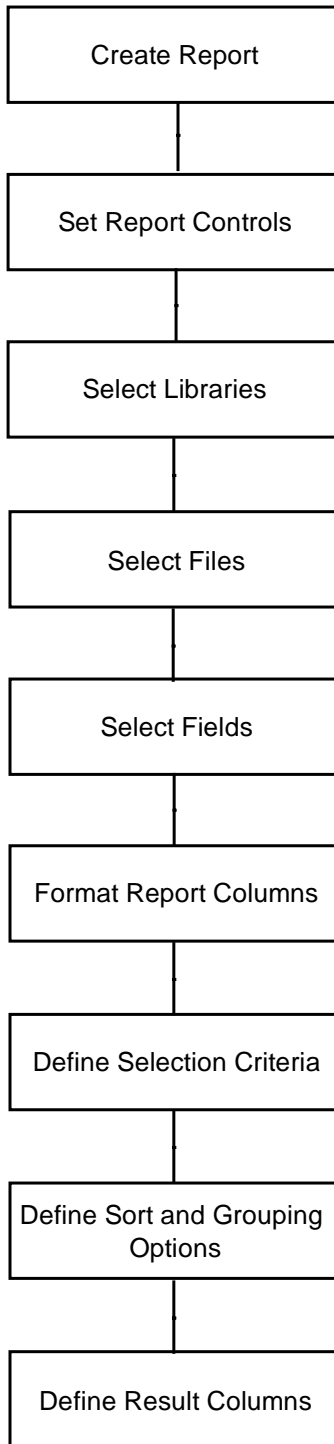 Create Report
Set Report Controls
Select Libraries
Select Files
Select Fields
Format Report Columns
Define Selection Criteria
Define Sort and Grouping
Options
Define Result Columns